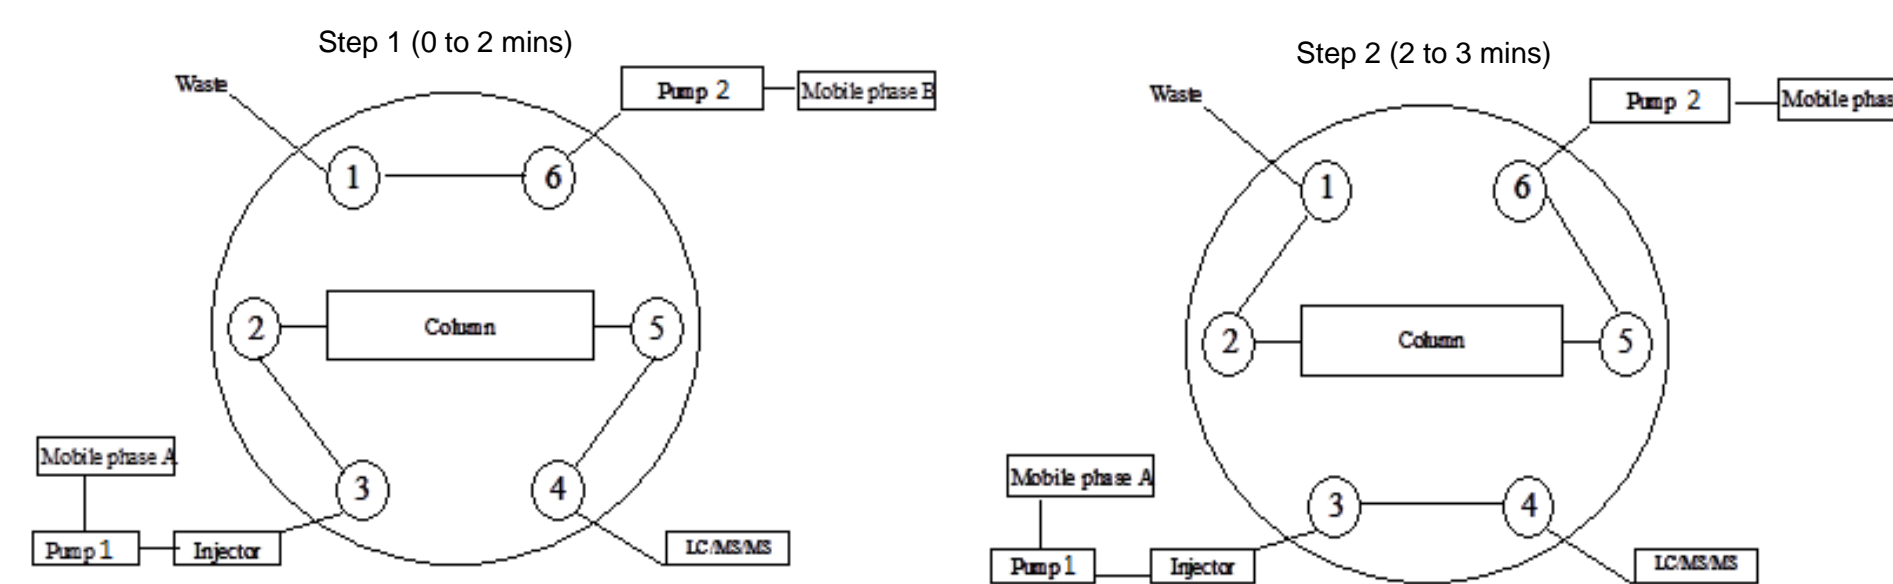 Step 1 (0 to 2 mins)
Waste
Pump 2
Mobile phase B
1
6
2
Column
5
Mobile phase A
3
4
Pump 1
Injector
LC/MS/MS
Step 2 (2 to 3 mins)
Waste
Pump 2
Mobile phas
1
6
2
Column
5
Mobile phase A
3
4
Pump 1
Injector
LC/MS/MS